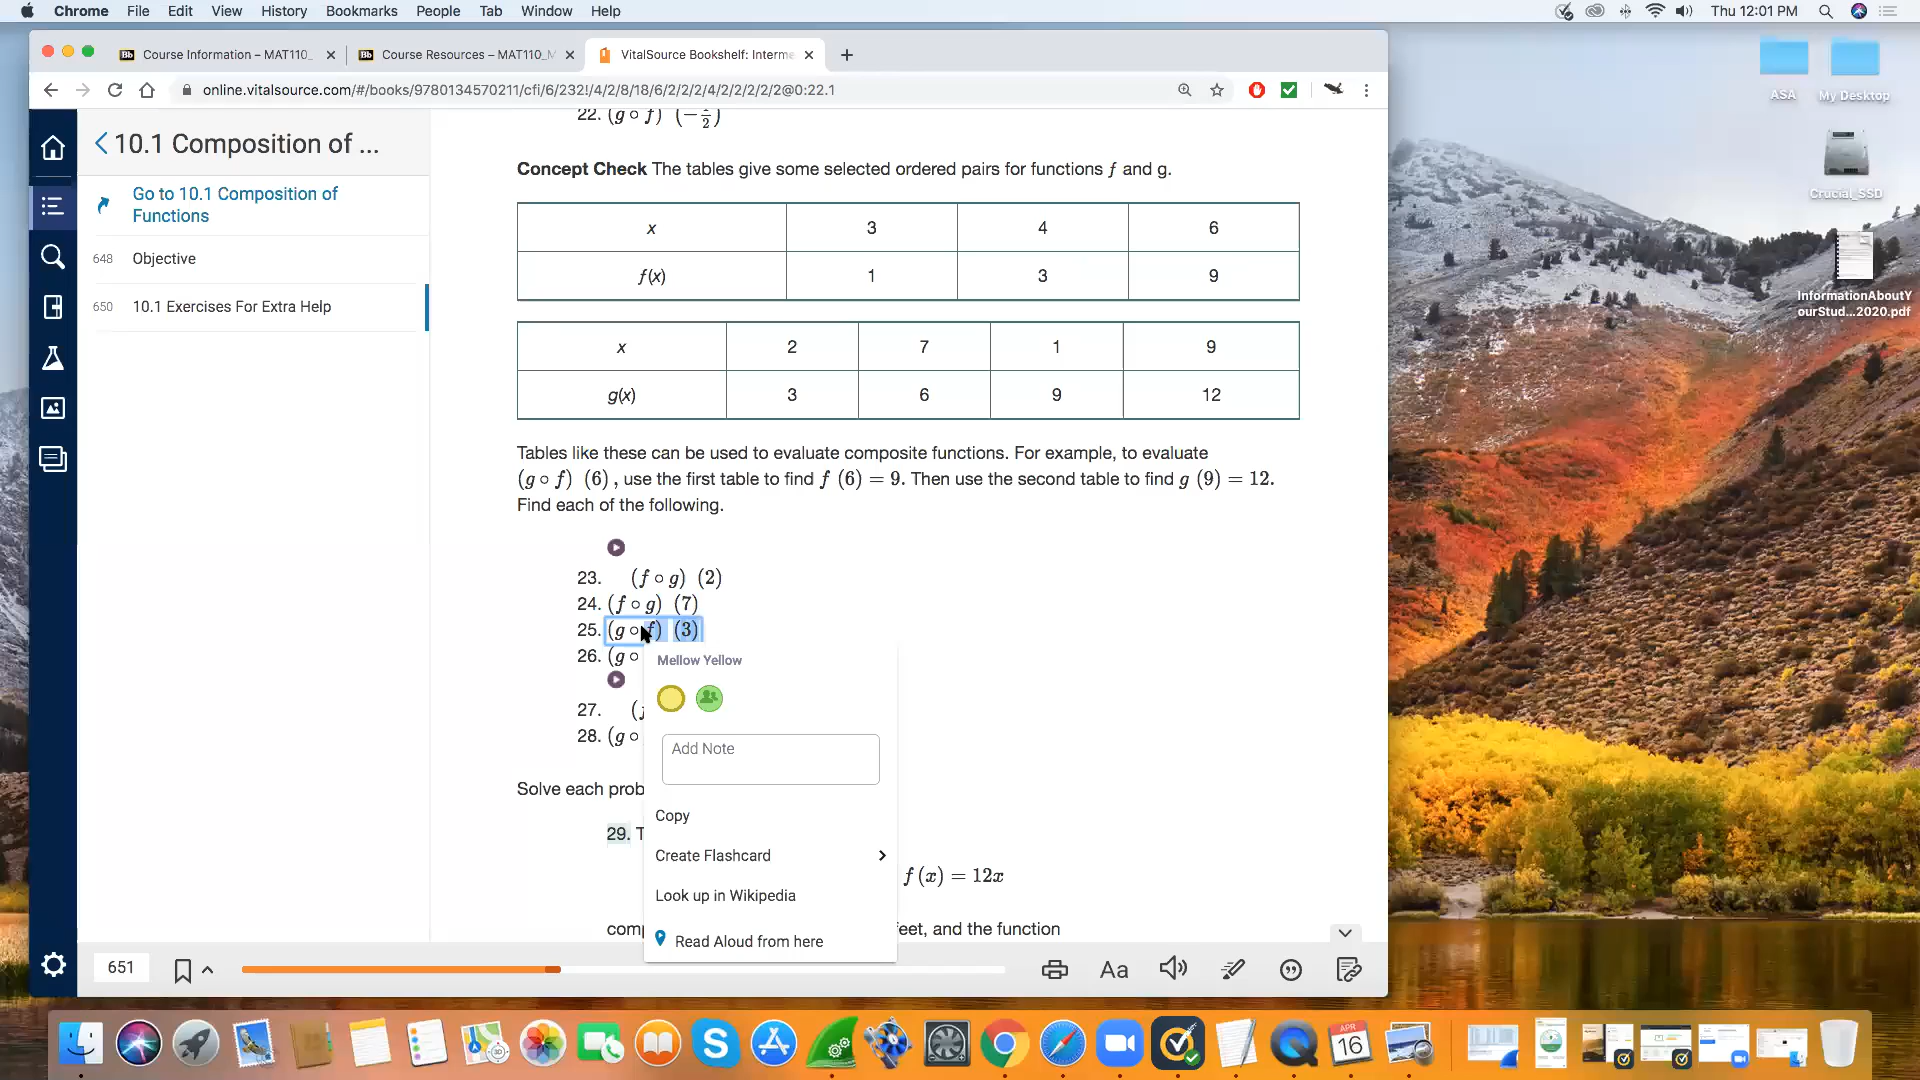 Chrome File Edit View History Bookmarks People Tab Window Help Thu 12:01 PM
Course Information – MAT110_ Course Resources – MAT110_M VitalSource Bookshelf: Interme
online.vitalsource.com/#/books/9780134570211/cfi/6/232!/4/2/8/18/6/2/2/2/4/2/2/2/2/2@0:22.1
10.1 Composition of ...
Go to 10.1 Composition of
Functions
648 Objective
650 10.1 Exercises For Extra Help
22. (g ∘ f) (−1/2)
Concept Check The tables give some selected ordered pairs for functions f and g.
x 3 4 6
f(x) 1 3 9
x 2 7 1 9
g(x) 3 6 9 12
Tables like these can be used to evaluate composite functions. For example, to evaluate
(g ∘ f) (6), use the first table to find f (6) = 9. Then use the second table to find g (9) = 12.
Find each of the following.
23. (f ∘ g) (2)
24. (f ∘ g) (7)
25. (g ∘ f) (3)
26. (g ∘
27. (f
28. (g ∘
Solve each prob
29. T
f (x) = 12x
comp
feet, and the function
Mellow Yellow
Add Note
Copy
Create Flashcard
Look up in Wikipedia
Read Aloud from here
651
Aa
ASA
My Desktop
Crucial_SSD
InformationAboutY
ourStud...2020.pdf
APR
16